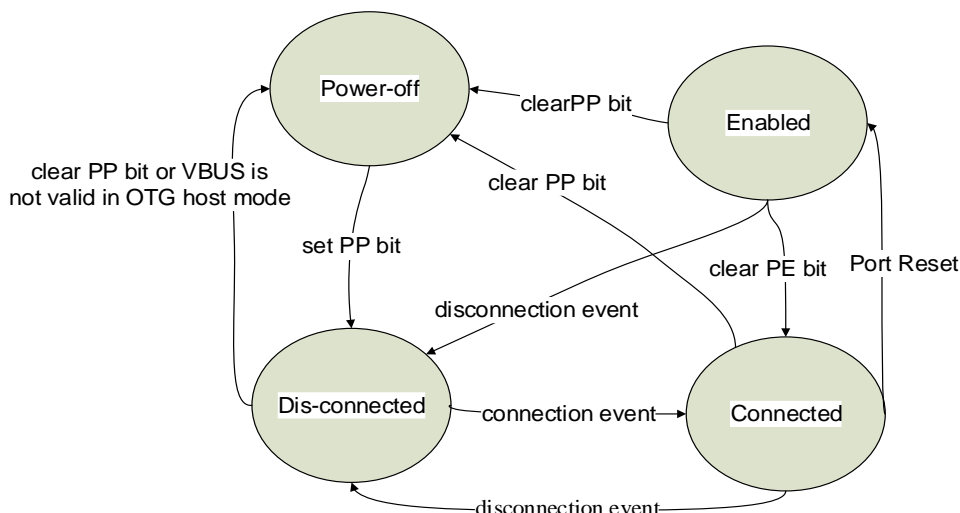 Power-off
clearPP bit
Enabled
clear PP bit or VBUS is
not valid in OTG host mode
clear PP bit
set PP bit
clear PE bit
Port Reset
disconnection event
Dis-connected
connection event
Connected
disconnection event